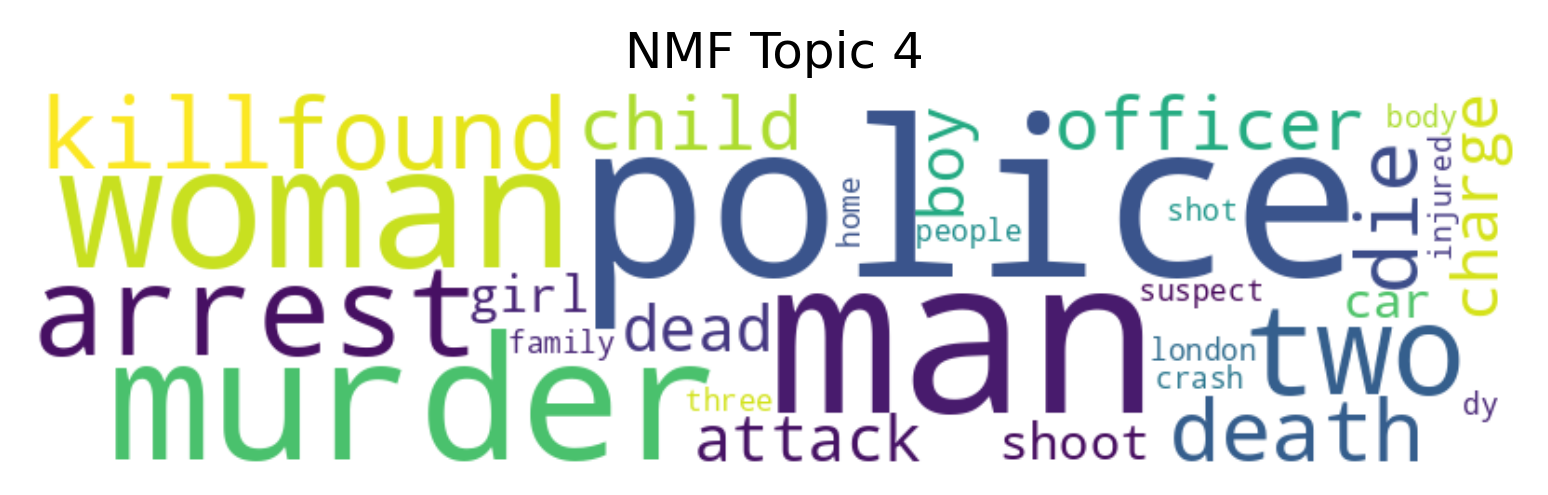 NMF Topic 4
kill
found
child
boy
officer
body
charge
woman
police
home
people
shot
die
injured
arrest
girl
suspect
car
family
dead
man
london
two
murder
three
crash
dy
attack
shoot
death